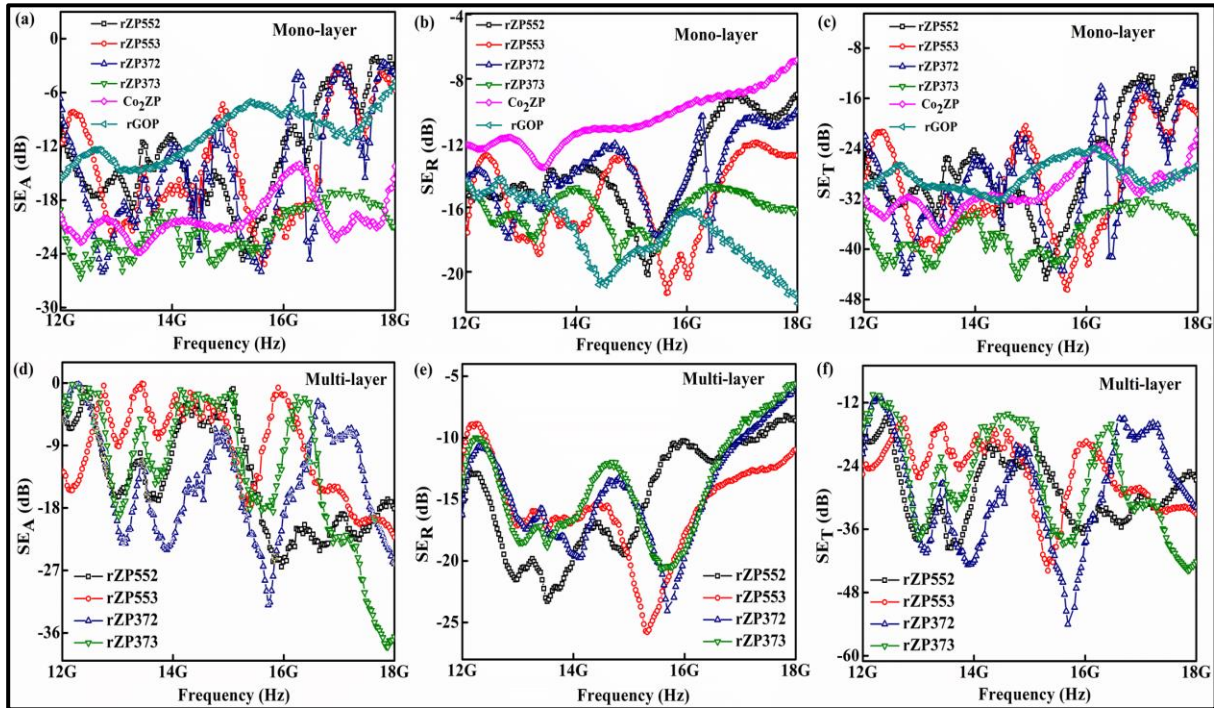 (a)
rZP552
rZP553
rZP372
rZP373
Co₂ZP
rGOP
Mono-layer
0
-6
-12
-18
-24
-30
SE_A (dB)
12G 14G 16G 18G
Frequency (Hz)
(b)
rZP552
rZP553
rZP372
rZP373
Co₂ZP
rGOP
Mono-layer
-4
-8
-12
-16
-20
SE_R (dB)
12G 14G 16G 18G
Frequency (Hz)
(c)
rZP552
rZP553
rZP372
rZP373
Co₂ZP
rGOP
Mono-layer
-8
-16
-24
-32
-40
-48
SE_T (dB)
12G 14G 16G 18G
Frequency (Hz)
(d)
Multi-layer
0
-9
-18
-27
-36
SE_A (dB)
rZP552
rZP553
rZP372
rZP373
12G 14G 16G 18G
Frequency (Hz)
(e)
Multi-layer
-5
-10
-15
-20
-25
SE_R (dB)
rZP552
rZP553
rZP372
rZP373
12G 14G 16G 18G
Frequency (Hz)
(f)
Multi-layer
-12
-24
-36
-48
-60
SE_T (dB)
rZP552
rZP553
rZP372
rZP373
12G 14G 16G 18G
Frequency (Hz)